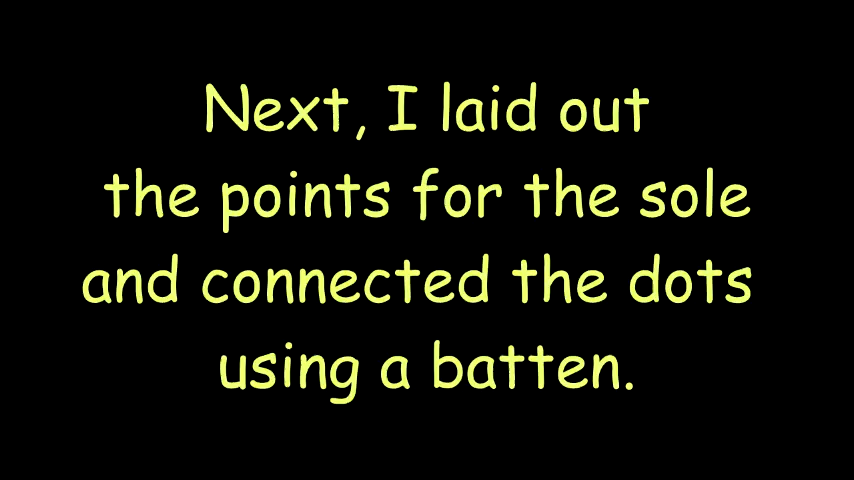 Next, I laid out
the points for the sole
and connected the dots
using a batten.